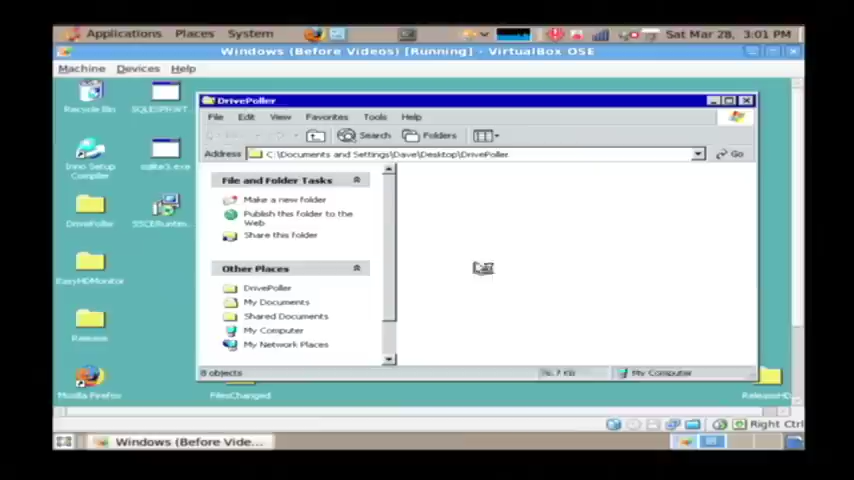 Applications Places System Sat Mar 28, 3:01 PM
Windows (Before Videos) [Running] - VirtualBox OSE
Machine Devices Help
Recycle Bin
DrivePoller
File Edit View Favorites Tools Help
Search Folders
Address C:\Documents and Settings\Dave\Desktop\DrivePoller Go
Inno Setup
Compiler
sqlite3.exe
File and Folder Tasks
Make a new folder
Publish this folder to the
Web
Share this folder
DrivePoller
Other Places
EasyHDMonitor
DrivePoller
My Documents
Shared Documents
My Computer
My Network Places
Release
8 objects
My Computer
Mozilla Firefox
FilesChanged
Right Ctrl
Windows (Before Vide...